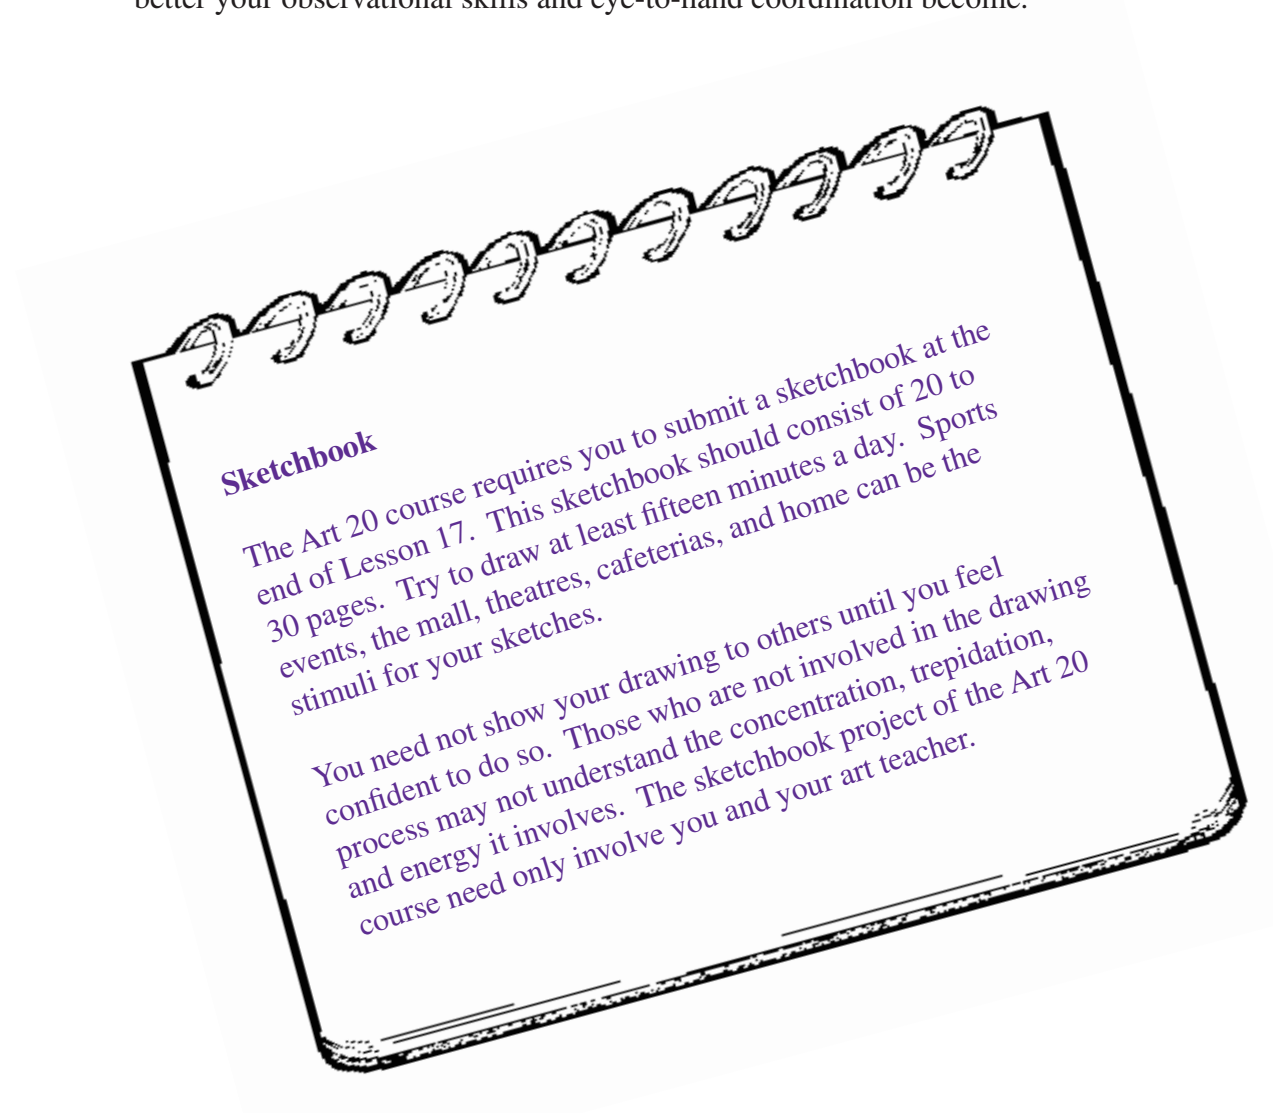 better your observational skills and eye-to-hand coordination become.
Sketchbook
The Art 20 course requires you to submit a sketchbook at the
end of Lesson 17. This sketchbook should consist of 20 to
30 pages. Try to draw at least fifteen minutes a day. Sports
events, the mall, theatres, cafeterias, and home can be the
stimuli for your sketches.
You need not show your drawing to others until you feel
confident to do so. Those who are not involved in the drawing
process may not understand the concentration, trepidation,
and energy it involves. The sketchbook project of the Art 20
course need only involve you and your art teacher.